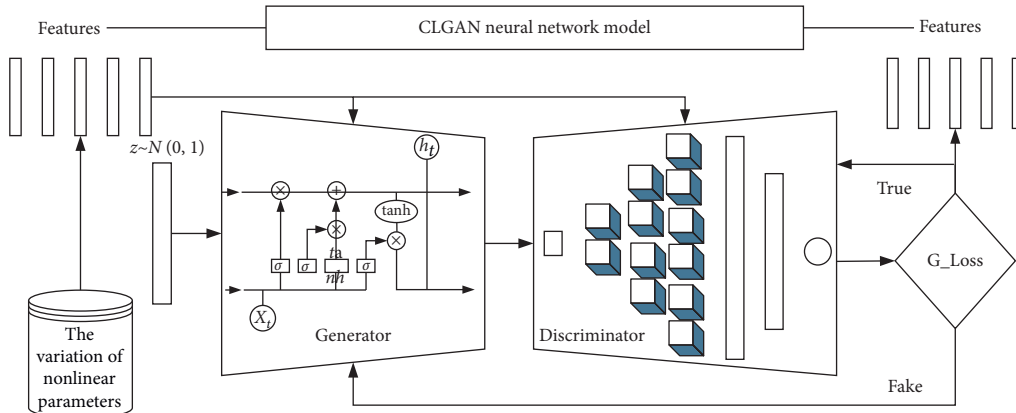 Features
CLGAN neural network model
Features
z~N (0, 1)
h_t
True
×
+
tanh
×
×
ta
nh
σ
σ
σ
G_Loss
X_t
Generator
Discriminator
The
variation of
nonlinear
parameters
Fake